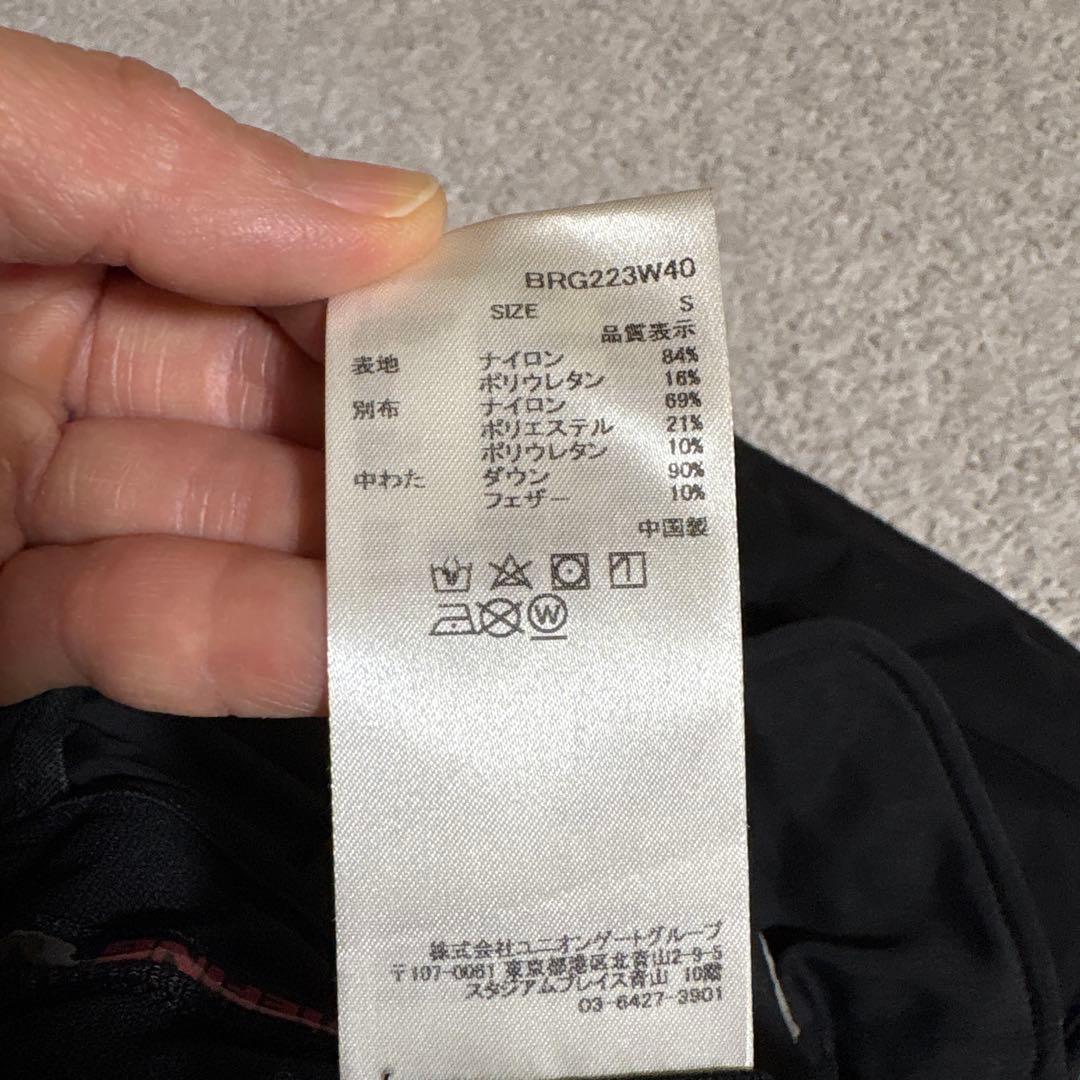 BRG223W40
SIZE S
品質表示
表地 ナイロン 84%
ポリウレタン 16%
別布 ナイロン 69%
ポリエステル 21%
ポリウレタン 10%
中わた ダウン 90%
フェザー 10%
中国製
W
株式会社ユニオンゲートグループ
〒107-0061 東京都港区北青山2-9-5
スタジアムプレイス青山 10階
03-6427-3901